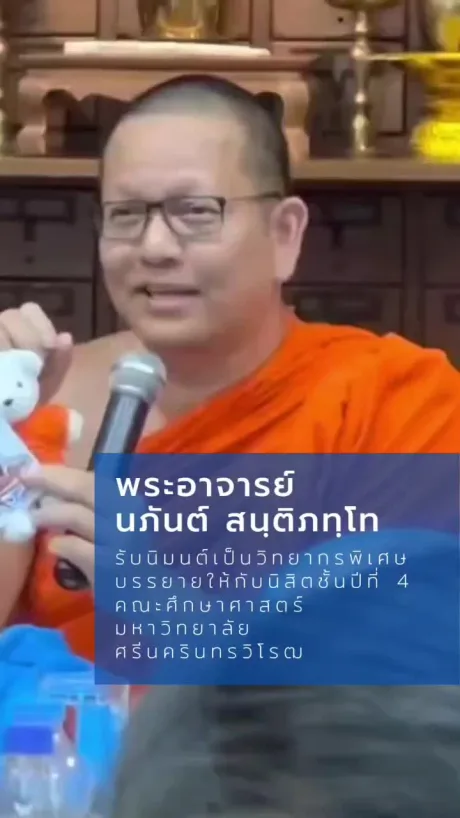 พระอาจารย์
นภันต์ สนฺติภทฺโท
รับนิมนต์เป็นวิทยากรพิเศษ
บรรยายให้กับนิสิตชั้นปีที่ 4
คณะศึกษาศาสตร์
มหาวิทยาลัย
ศรีนครินทรวิโรฒ